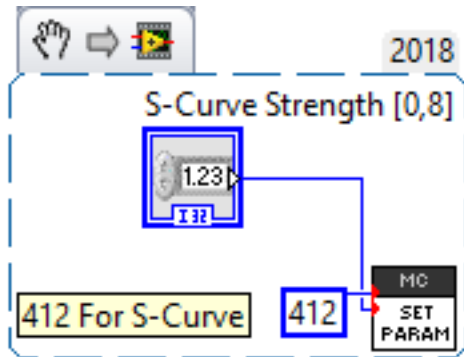 2018
S-Curve Strength [0,8]
1.23
I32
412 For S-Curve
412
MC
SET
PARAM